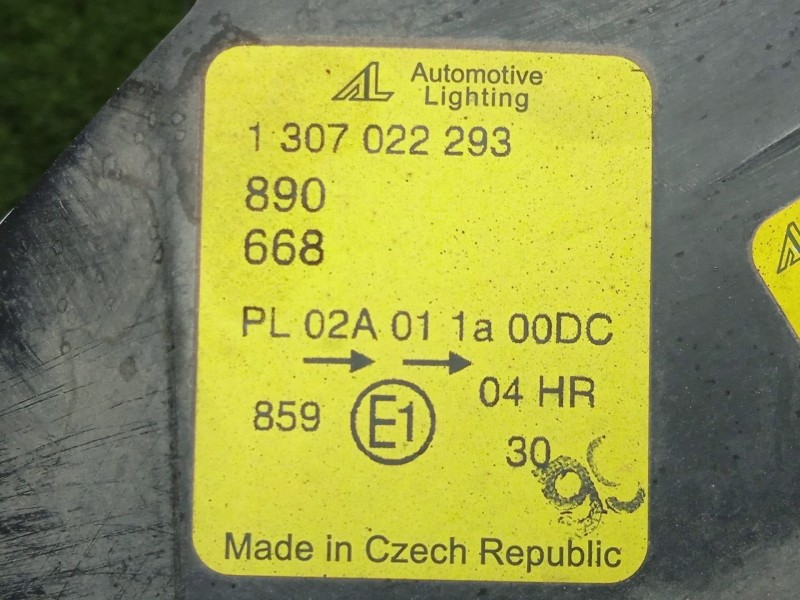 AL Automotive
Lighting
1 307 022 293
890
668
PL 02A 01 1a 00DC
04 HR
859 E1
30
Made in Czech Republic